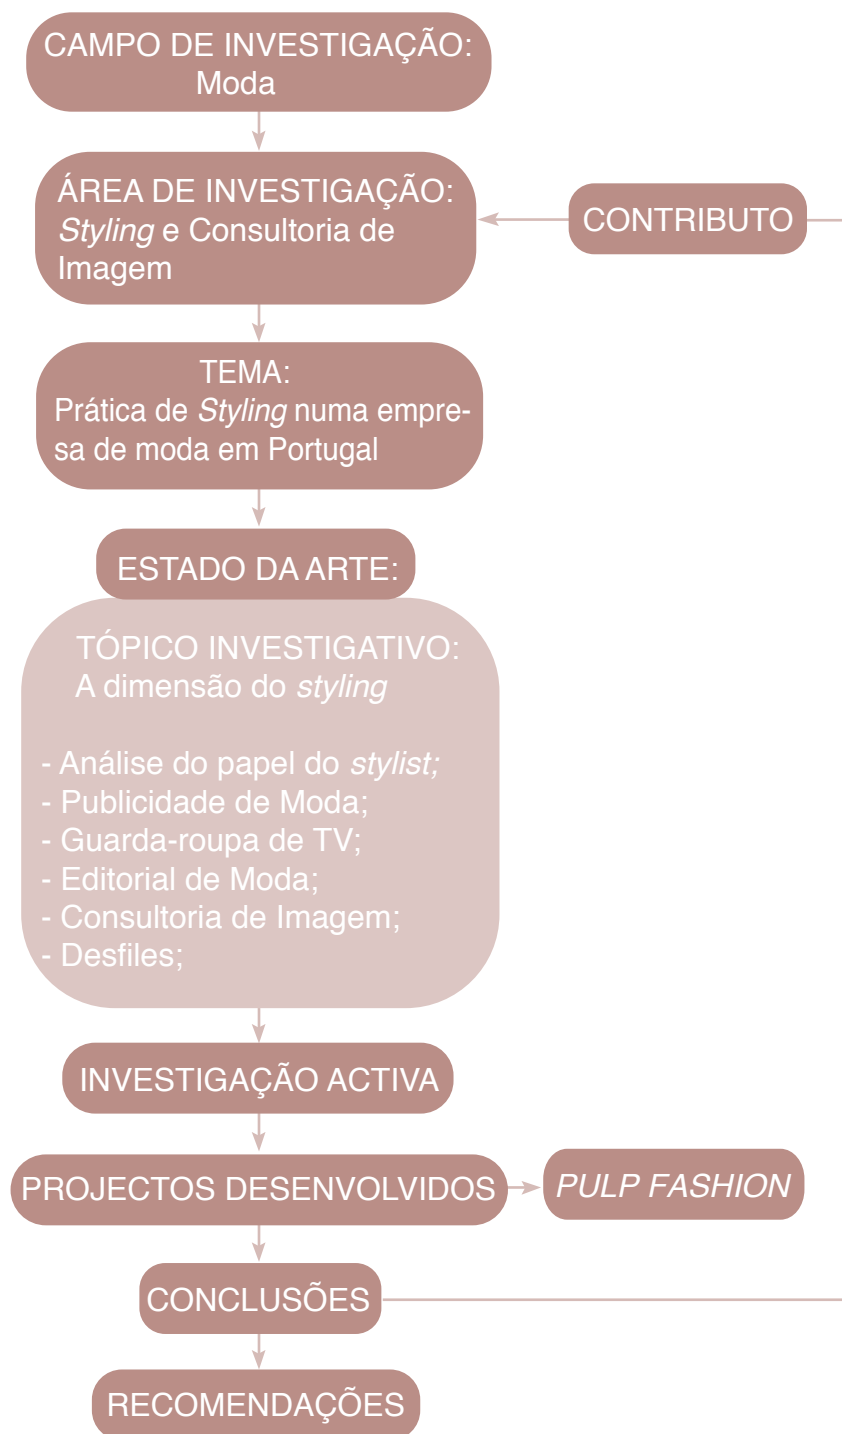 CAMPO DE INVESTIGAÇÃO:
Moda
ÁREA DE INVESTIGAÇÃO:
Styling e Consultoria de
Imagem
CONTRIBUTO
TEMA:
Prática de Styling numa empre-
sa de moda em Portugal
ESTADO DA ARTE:
TÓPICO INVESTIGATIVO:
A dimensão do styling
- Análise do papel do stylist;
- Publicidade de Moda;
- Guarda-roupa de TV;
- Editorial de Moda;
- Consultoria de Imagem;
- Desfiles;
INVESTIGAÇÃO ACTIVA
PROJECTOS DESENVOLVIDOS
PULP FASHION
CONCLUSÕES
RECOMENDAÇÕES